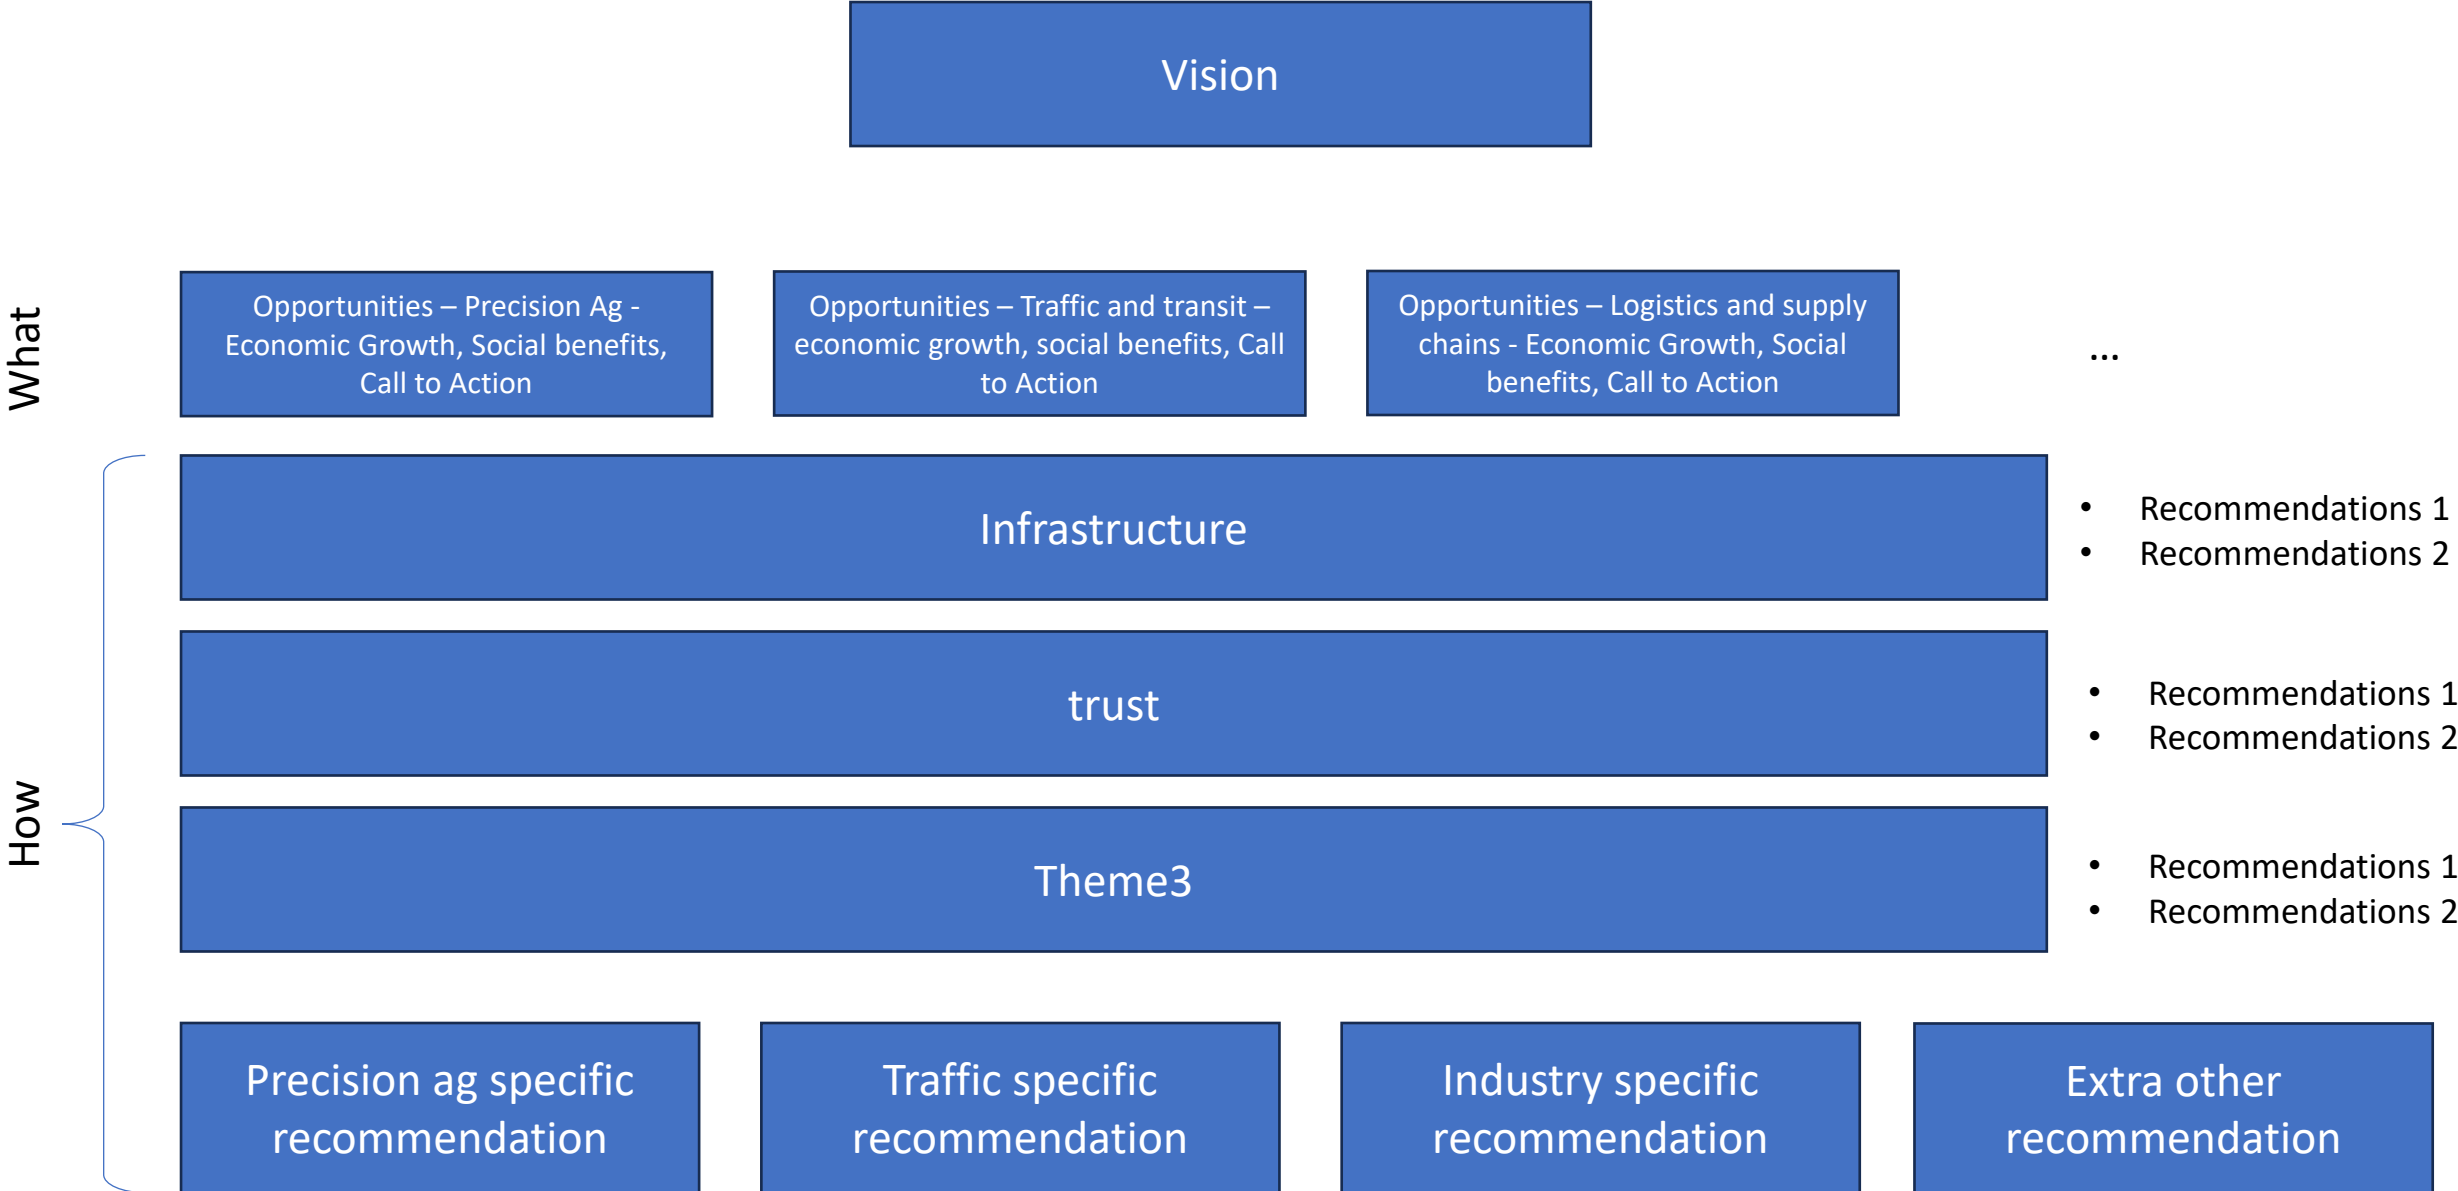 Vision
What
Opportunities – Precision Ag -
Economic Growth, Social benefits,
Call to Action
Opportunities – Traffic and transit –
economic growth, social benefits, Call
to Action
Opportunities – Logistics and supply
chains - Economic Growth, Social
benefits, Call to Action
...
How
Infrastructure
• Recommendations 1
• Recommendations 2
trust
• Recommendations 1
• Recommendations 2
Theme3
• Recommendations 1
• Recommendations 2
Precision ag specific
recommendation
Traffic specific
recommendation
Industry specific
recommendation
Extra other
recommendation